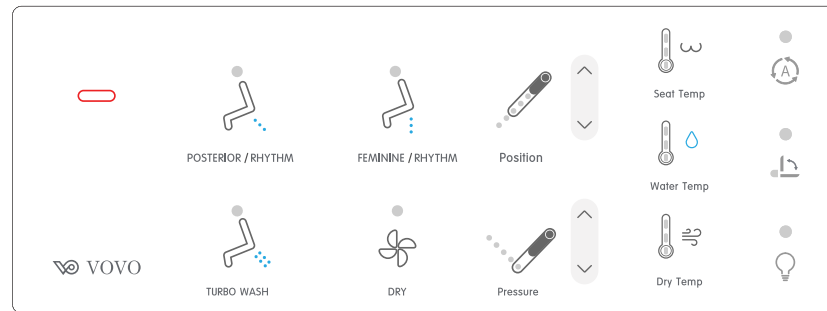 POSTERIOR / RHYTHM
FEMININE / RHYTHM
Position
Seat Temp
A
Water Temp
VOVO
TURBO WASH
DRY
Pressure
Dry Temp